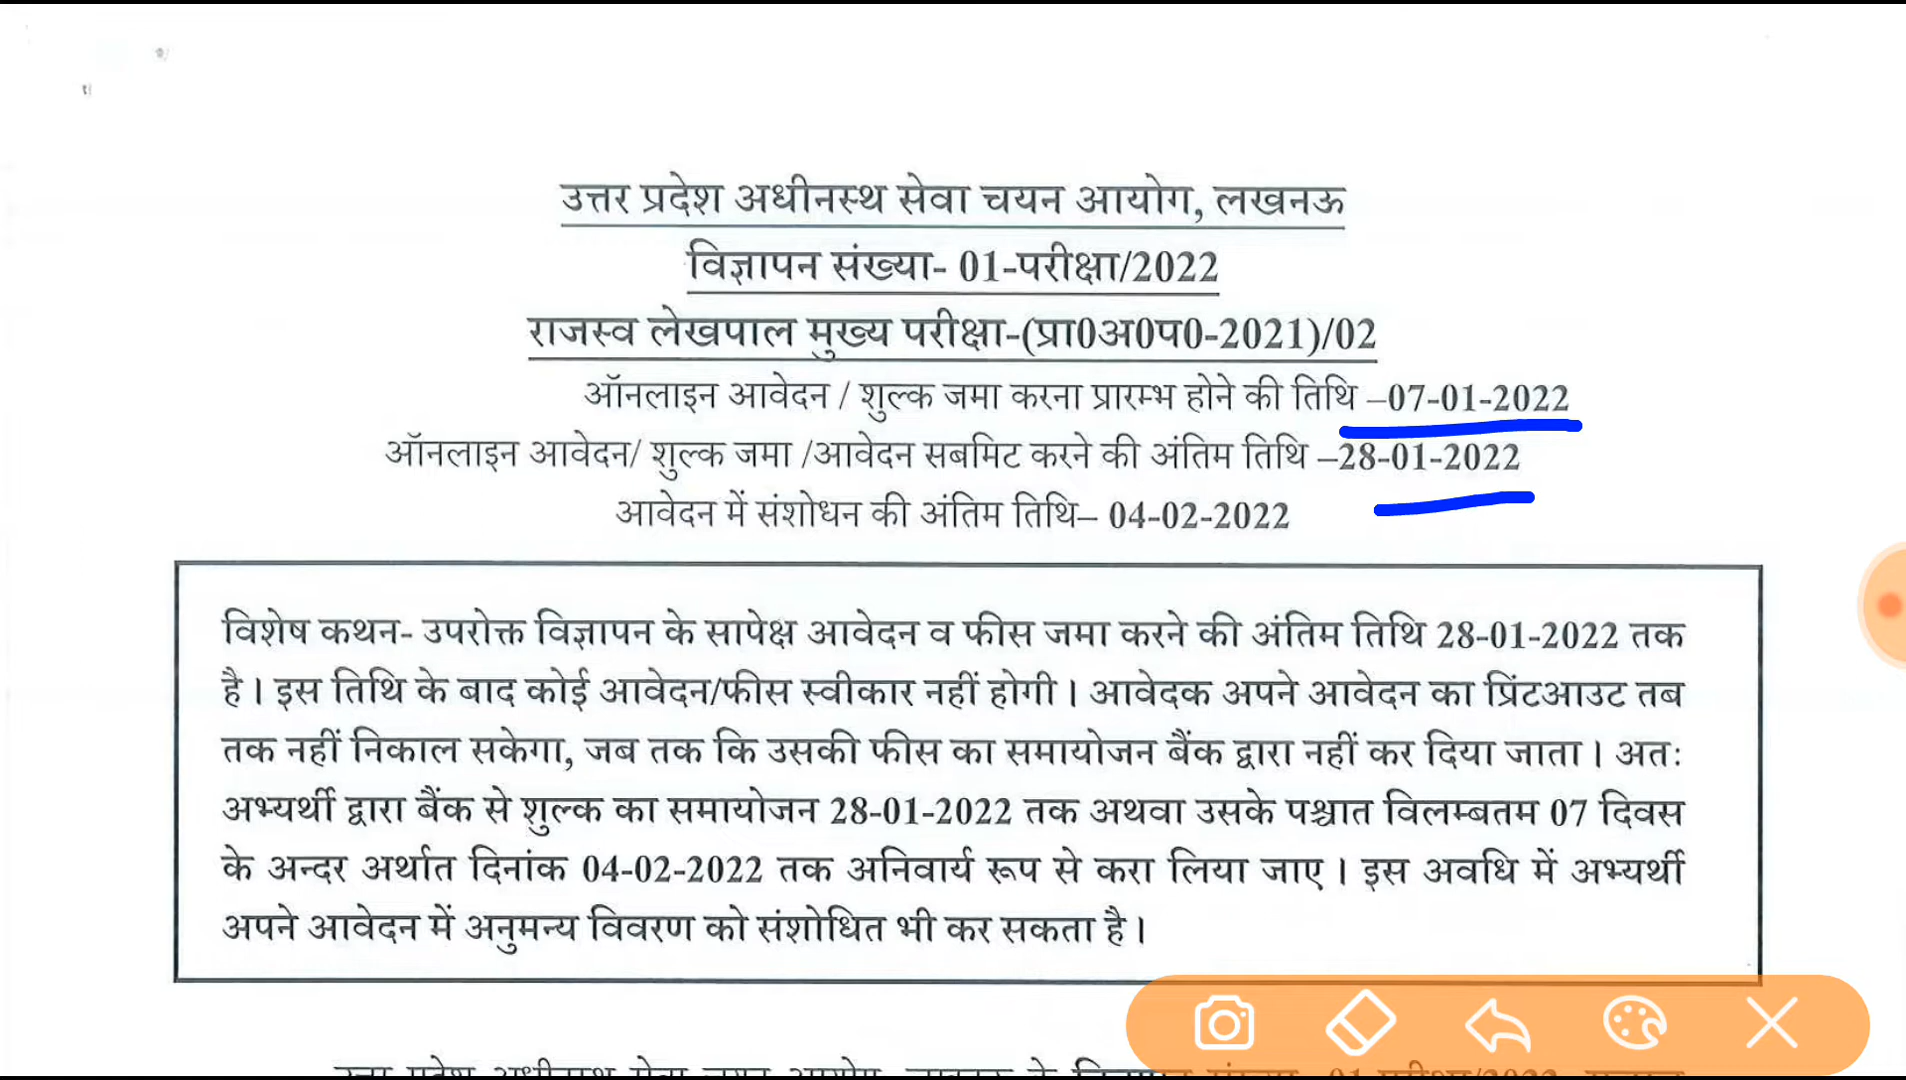 उत्तर प्रदेश अधीनस्थ सेवा चयन आयोग, लखनऊ
विज्ञापन संख्या- 01-परीक्षा/2022
राजस्व लेखपाल मुख्य परीक्षा-(प्रा0अ0प0-2021)/02
ऑनलाइन आवेदन / शुल्क जमा करना प्रारम्भ होने की तिथि –07-01-2022
ऑनलाइन आवेदन/ शुल्क जमा /आवेदन सबमिट करने की अंतिम तिथि –28-01-2022
आवेदन में संशोधन की अंतिम तिथि– 04-02-2022
विशेष कथन- उपरोक्त विज्ञापन के सापेक्ष आवेदन व फीस जमा करने की अंतिम तिथि 28-01-2022 तक
है। इस तिथि के बाद कोई आवेदन/फीस स्वीकार नहीं होगी। आवेदक अपने आवेदन का प्रिंटआउट तब
तक नहीं निकाल सकेगा, जब तक कि उसकी फीस का समायोजन बैंक द्वारा नहीं कर दिया जाता। अतः
अभ्यर्थी द्वारा बैंक से शुल्क का समायोजन 28-01-2022 तक अथवा उसके पश्चात विलम्बतम 07 दिवस
के अन्दर अर्थात दिनांक 04-02-2022 तक अनिवार्य रूप से करा लिया जाए। इस अवधि में अभ्यर्थी
अपने आवेदन में अनुमन्य विवरण को संशोधित भी कर सकता है।